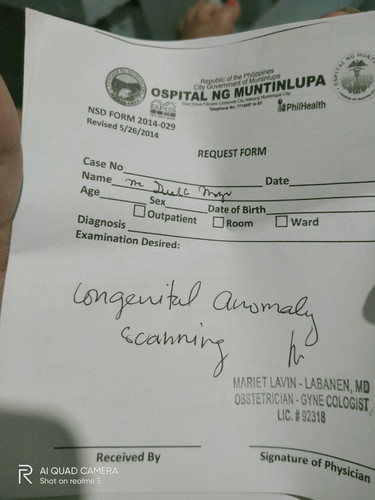 Republic of the Philippines
City Government of Muntinlupa
OSPITAL NG MUNTINLUPA
PhilHealth
NSD FORM 2014-029
Revised 5/26/2014
REQUEST FORM
Case No Date
Name
Age Sex Date of Birth
Outpatient Room Ward
Diagnosis
Examination Desired:
congenital anomaly
scanning
MARIET LAVIN - LABANEN, MD
OBSTETRICIAN - GYNECOLOGIST
LIC. # 92318
Received By Signature of Physician
AI QUAD CAMERA
Shot on realme 5